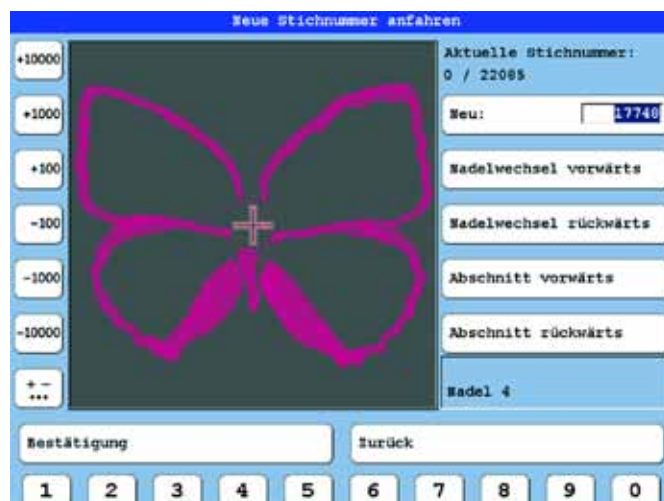 Neue Stichnummer anfahren
+10000
+1000
+100
-100
-1000
-10000
+ -
...
Aktuelle Stichnummer:
0 / 22085
Neu: 17748
Nadelwechsel vorwärts
Nadelwechsel rückwärts
Abschnitt vorwärts
Abschnitt rückwärts
Nadel 4
Bestätigung Zurück
1 2 3 4 5 6 7 8 9 0